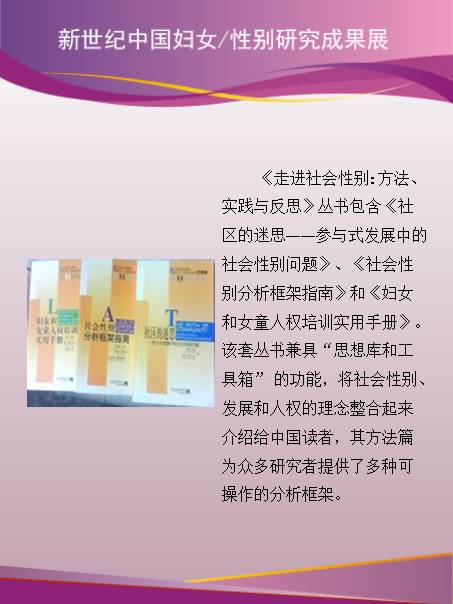 新世纪中国妇女/性别研究成果展
《走进社会性别:方法、
实践与反思》丛书包含《社
区的迷思——参与式发展中的
社会性别问题》、《社会性
别分析框架指南》和《妇女
和女童人权培训实用手册》。
该套丛书兼具“思想库和工
具箱” 的功能，将社会性别、
发展和人权的理念整合起来
介绍给中国读者，其方法篇
为众多研究者提供了多种可
操作的分析框架。
L
妇女和
女童人权培训
实用手册
A
社会性别
分析框架指南
T
社区的迷思